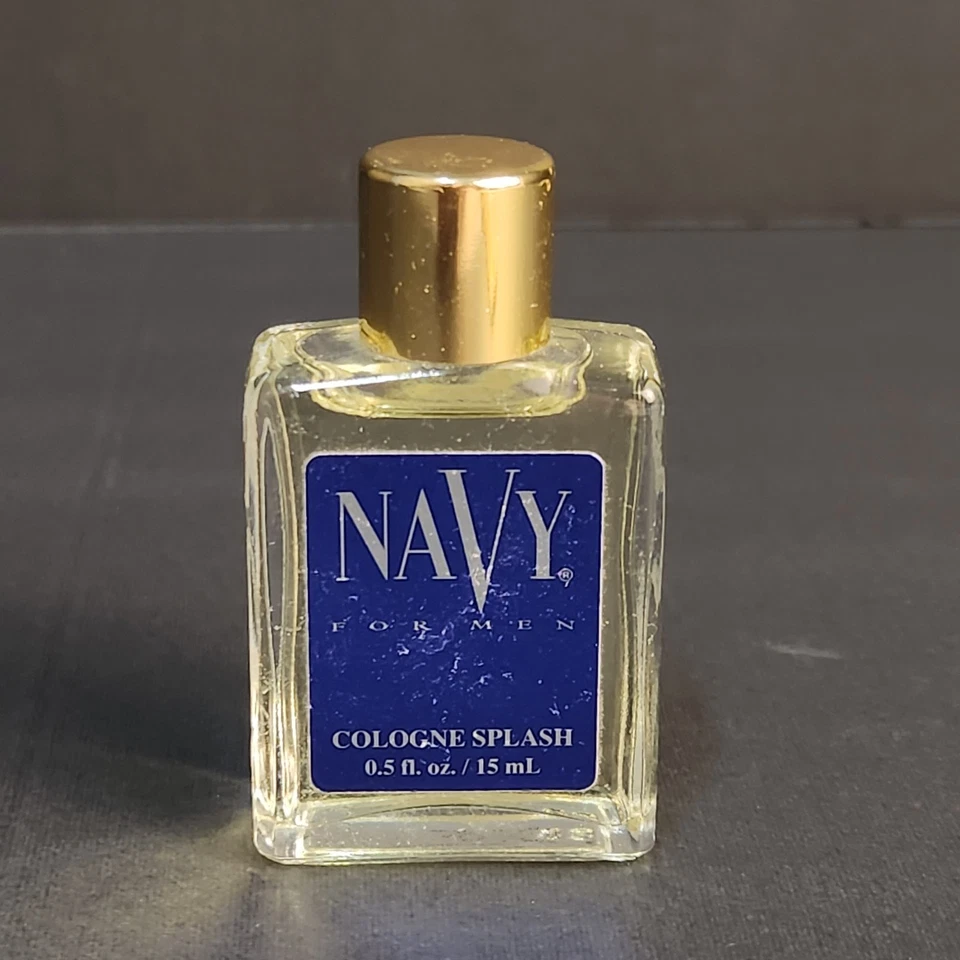 NAVY®
FOR MEN
COLOGNE SPLASH
0.5 fl. oz. / 15 mL